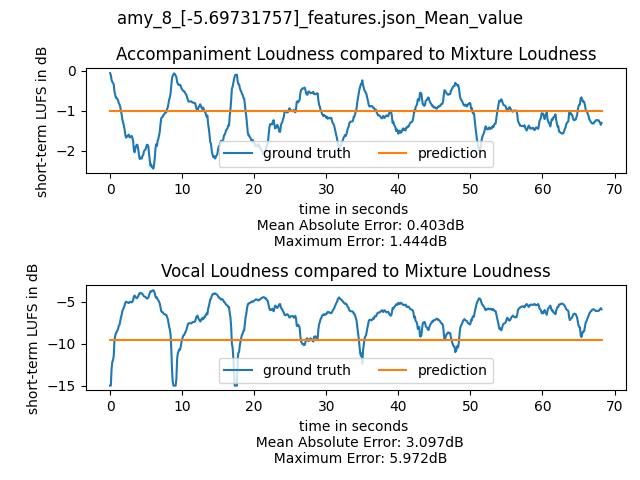 amy_8_[-5.69731757]_features.json_Mean_value
Accompaniment Loudness compared to Mixture Loudness
short-term LUFS in dB
0
−1
−2
ground truth
prediction
0 10 20 30 40 50 60 70
time in seconds
Mean Absolute Error: 0.403dB
Maximum Error: 1.444dB
Vocal Loudness compared to Mixture Loudness
short-term LUFS in dB
−5
−10
−15
ground truth
prediction
0 10 20 30 40 50 60 70
time in seconds
Mean Absolute Error: 3.097dB
Maximum Error: 5.972dB